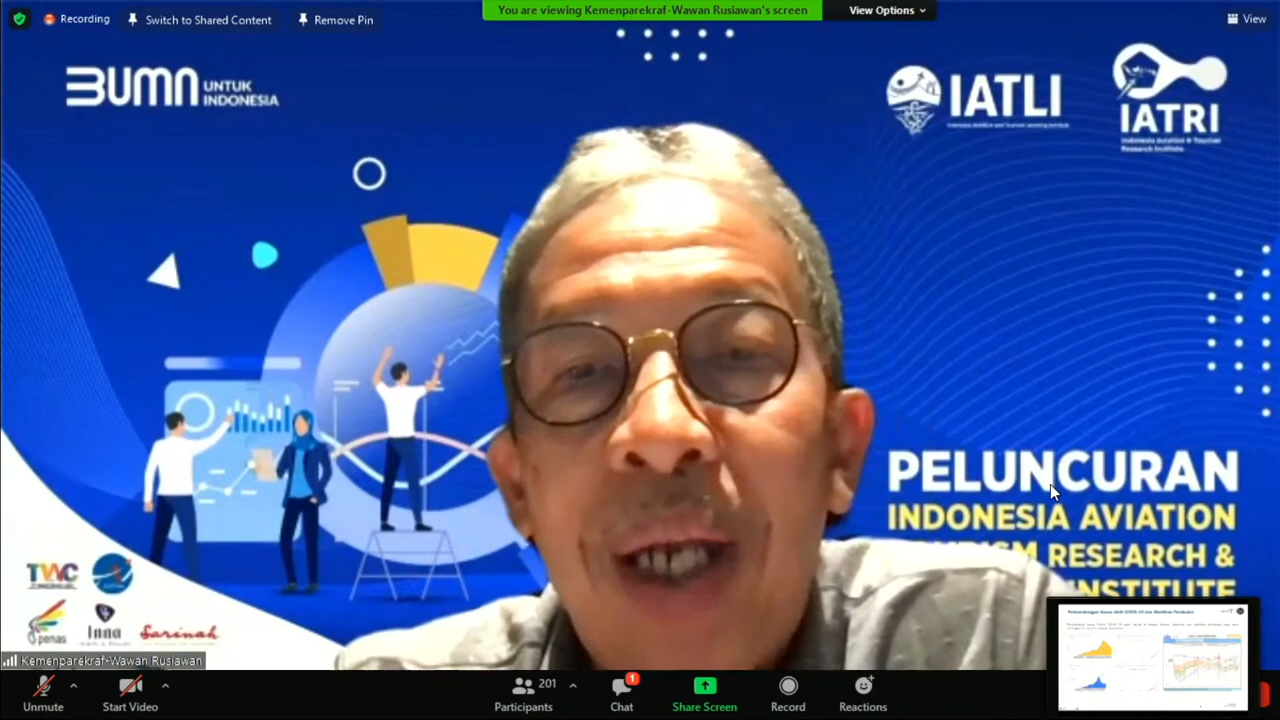 Recording
Switch to Shared Content
Remove Pin
You are viewing Kemenparekraf-Wawan Rusiawan's screen
View Options
View
BUMN UNTUK
INDONESIA
IATLI
IATRI
Indonesia Aviation & Tourism
Research Institute
PELUNCURAN
INDONESIA AVIATION
TOURISM RESEARCH &
INSTITUTE
TWC
penas
Inna
Sarinah
Kemenparekraf-Wawan Rusiawan
Unmute
Start Video
Participants
201
Chat
1
Share Screen
Record
Reactions